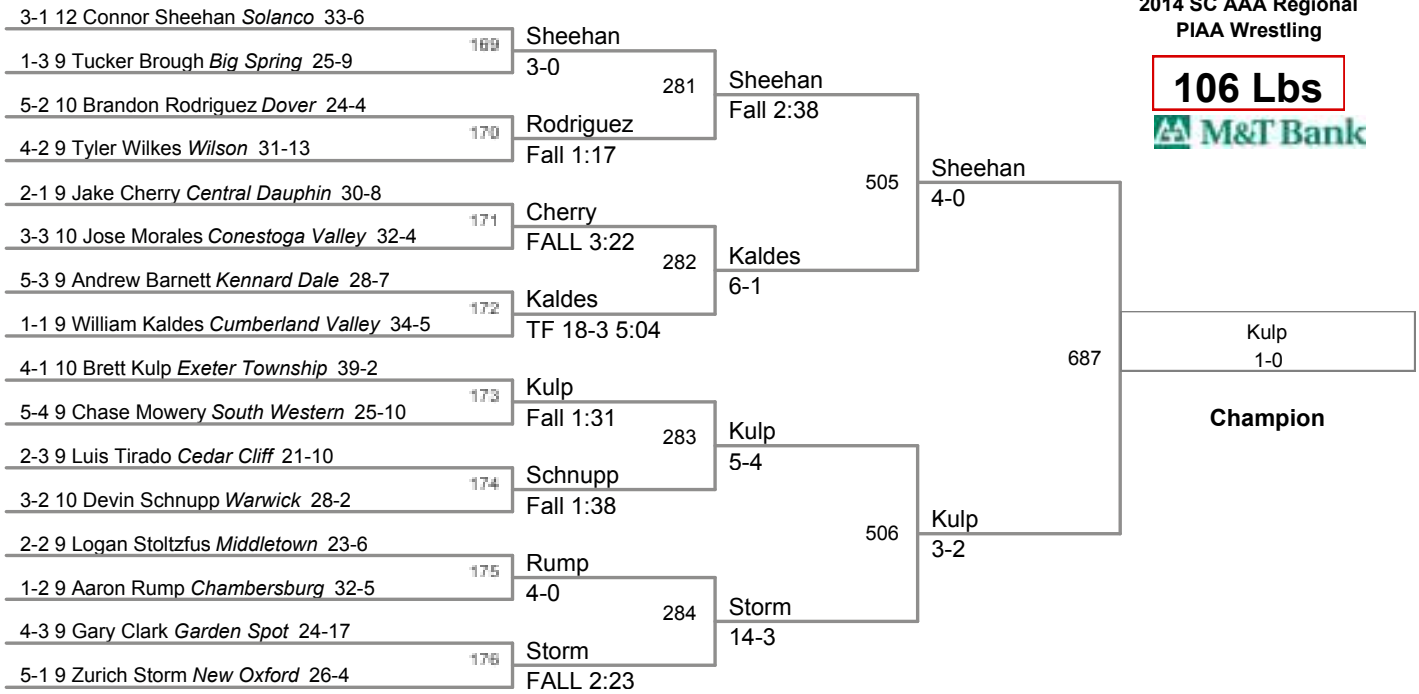 2014 SC AAA Regional
PIAA Wrestling
106 Lbs
M&T Bank
3-1 12 Connor Sheehan Solanco 33-6
169
1-3 9 Tucker Brough Big Spring 25-9
Sheehan
3-0
5-2 10 Brandon Rodriguez Dover 24-4
170
4-2 9 Tyler Wilkes Wilson 31-13
Rodriguez
Fall 1:17
281
Sheehan
Fall 2:38
2-1 9 Jake Cherry Central Dauphin 30-8
171
3-3 10 Jose Morales Conestoga Valley 32-4
Cherry
FALL 3:22
5-3 9 Andrew Barnett Kennard Dale 28-7
172
1-1 9 William Kaldes Cumberland Valley 34-5
Kaldes
TF 18-3 5:04
282
Kaldes
6-1
505
Sheehan
4-0
4-1 10 Brett Kulp Exeter Township 39-2
173
5-4 9 Chase Mowery South Western 25-10
Kulp
Fall 1:31
2-3 9 Luis Tirado Cedar Cliff 21-10
174
3-2 10 Devin Schnupp Warwick 28-2
Schnupp
Fall 1:38
283
Kulp
5-4
2-2 9 Logan Stoltzfus Middletown 23-6
175
1-2 9 Aaron Rump Chambersburg 32-5
Rump
4-0
4-3 9 Gary Clark Garden Spot 24-17
176
5-1 9 Zurich Storm New Oxford 26-4
Storm
FALL 2:23
284
Storm
14-3
506
Kulp
3-2
687
Kulp
1-0
Champion